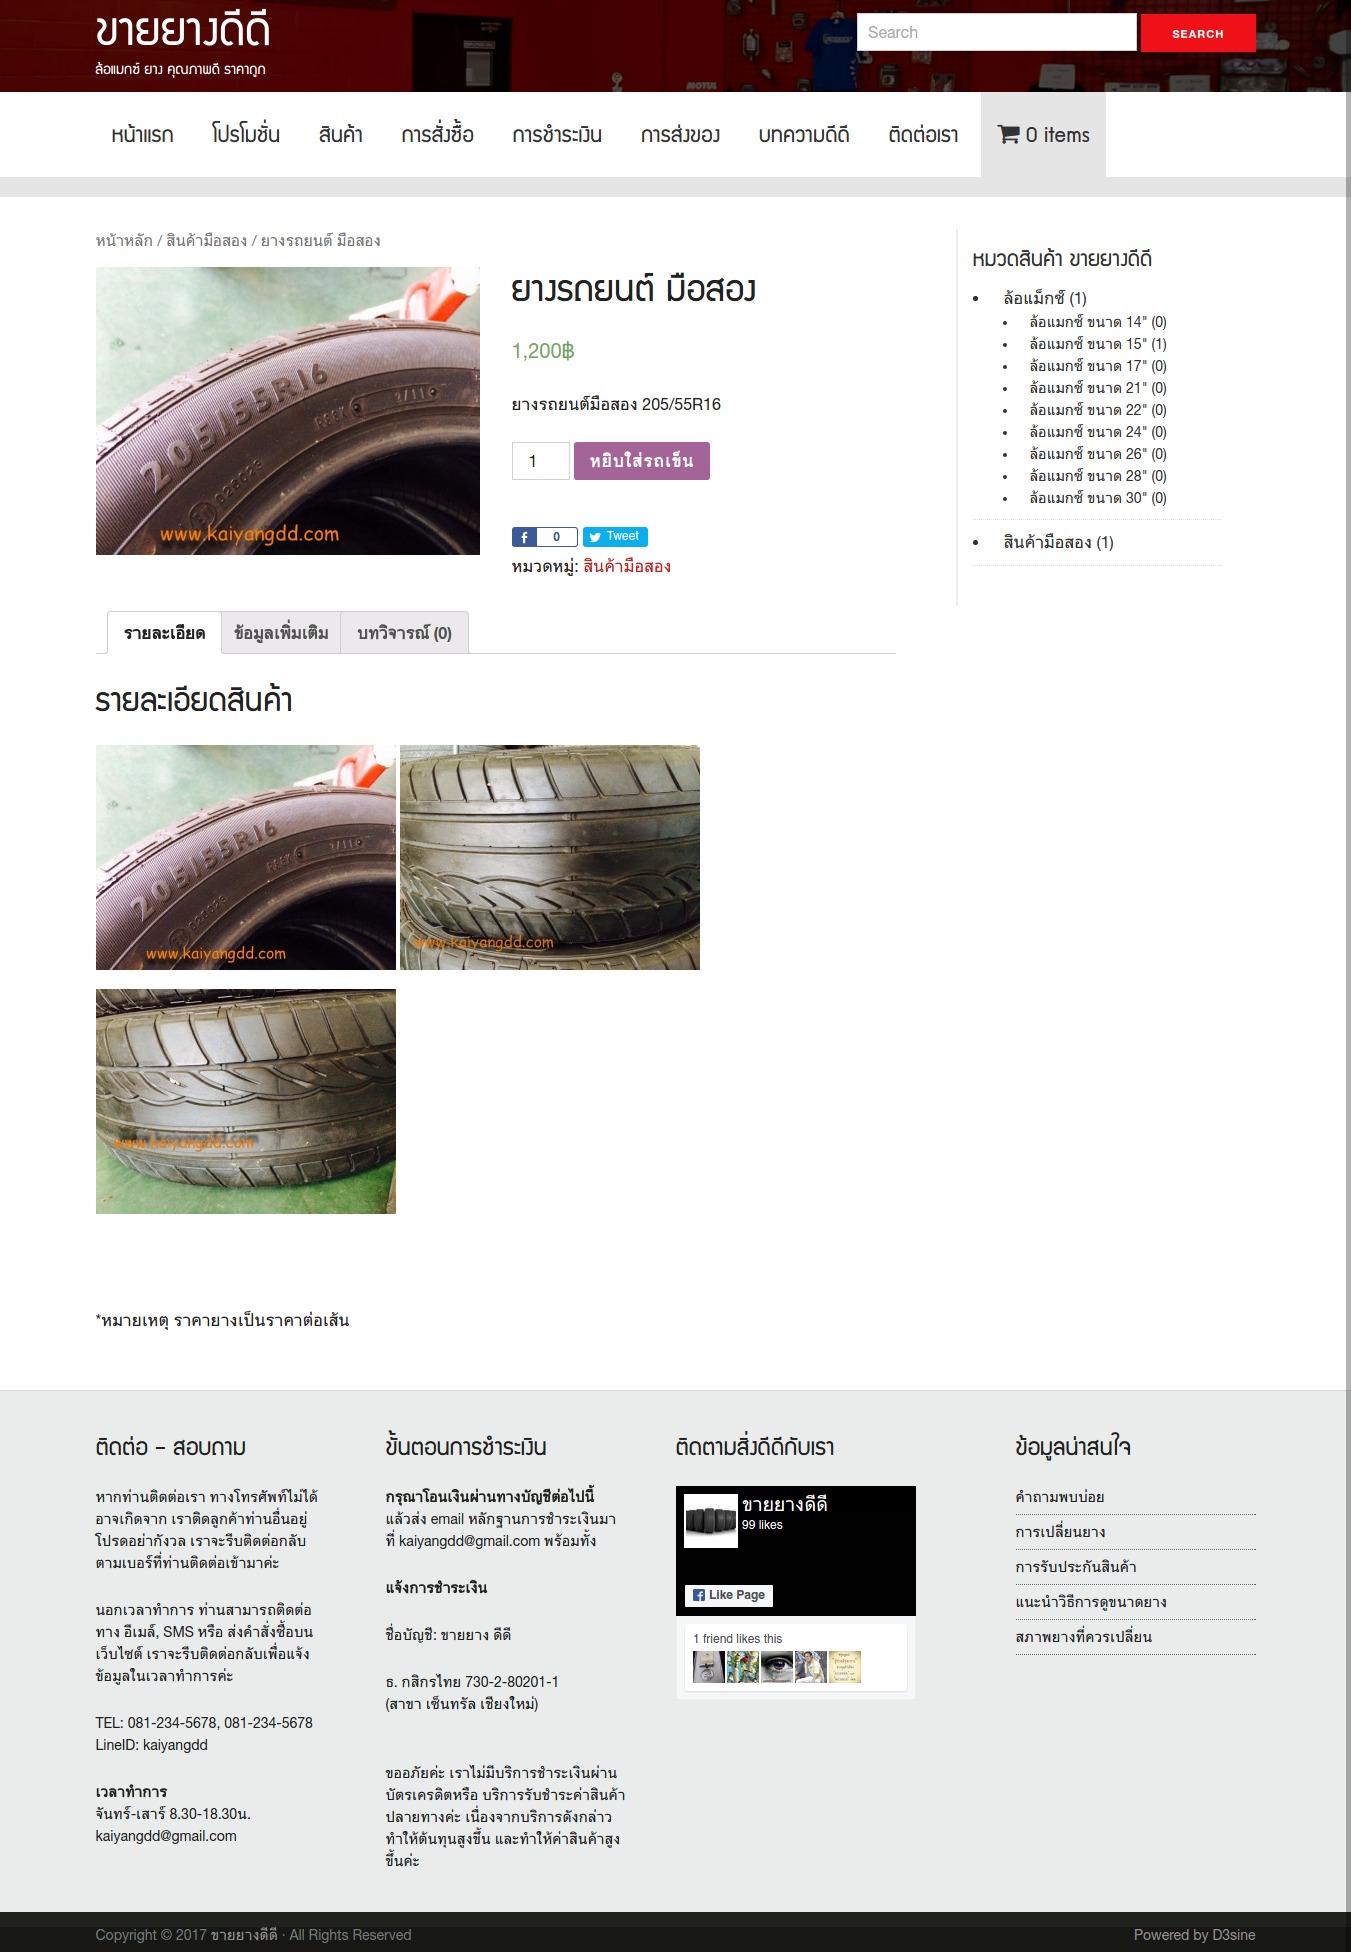 ขายยางดีดี
ล้อแมกซ์ ยาง คุณภาพดี ราคาถูก
Search
SEARCH
หน้าแรก
โปรโมชั่น
สินค้า
การสั่งซื้อ
การชำระเงิน
การส่งของ
บทความดีดี
ติดต่อเรา
0 items
หน้าหลัก / สินค้ามือสอง / ยางรถยนต์ มือสอง
205/55R16
www.kaiyangdd.com
ยางรถยนต์ มือสอง
1,200฿
ยางรถยนต์มือสอง 205/55R16
1
หยิบใส่รถเข็น
0
Tweet
หมวดหมู่: สินค้ามือสอง
หมวดสินค้า ขายยางดีดี
ล้อแม็กซ์ (1)
ล้อแมกซ์ ขนาด 14" (0)
ล้อแมกซ์ ขนาด 15" (1)
ล้อแมกซ์ ขนาด 17" (0)
ล้อแมกซ์ ขนาด 21" (0)
ล้อแมกซ์ ขนาด 22" (0)
ล้อแมกซ์ ขนาด 24" (0)
ล้อแมกซ์ ขนาด 26" (0)
ล้อแมกซ์ ขนาด 28" (0)
ล้อแมกซ์ ขนาด 30" (0)
สินค้ามือสอง (1)
รายละเอียด
ข้อมูลเพิ่มเติม
บทวิจารณ์ (0)
รายละเอียดสินค้า
205/55R16
www.kaiyangdd.com
www.kaiyangdd.com
www.kaiyangdd.com
*หมายเหตุ ราคายางเป็นราคาต่อเส้น
ติดต่อ – สอบถาม
หากท่านติดต่อเรา ทางโทรศัพท์ไม่ได้
อาจเกิดจาก เราติดลูกค้าท่านอื่นอยู่
โปรดอย่ากังวล เราจะรีบติดต่อกลับ
ตามเบอร์ที่ท่านติดต่อเข้ามาค่ะ
นอกเวลาทำการ ท่านสามารถติดต่อ
ทาง อีเมล์, SMS หรือ ส่งคำสั่งซื้อบน
เว็บไซต์ เราจะรีบติดต่อกลับเพื่อแจ้ง
ข้อมูลในเวลาทำการค่ะ
TEL: 081-234-5678, 081-234-5678
LineID: kaiyangdd
เวลาทำการ
จันทร์-เสาร์ 8.30-18.30น.
kaiyangdd@gmail.com
ขั้นตอนการชำระเงิน
กรุณาโอนเงินผ่านทางบัญชีต่อไปนี้
แล้วส่ง email หลักฐานการชำระเงินมา
ที่ kaiyangdd@gmail.com พร้อมทั้ง
แจ้งการชำระเงิน
ชื่อบัญชี: ขายยาง ดีดี
ธ. กสิกรไทย 730-2-80201-1
(สาขา เซ็นทรัล เชียงใหม่)
ขออภัยค่ะ เราไม่มีบริการชำระเงินผ่าน
บัตรเครดิตหรือ บริการรับชำระค่าสินค้า
ปลายทางค่ะ เนื่องจากบริการดังกล่าว
ทำให้ต้นทุนสูงขึ้น และทำให้ค่าสินค้าสูง
ขึ้นค่ะ
ติดตามสิ่งดีดีกับเรา
ขายยางดีดี
99 likes
Like Page
1 friend likes this
ข้อมูลน่าสนใจ
คำถามพบบ่อย
การเปลี่ยนยาง
การรับประกันสินค้า
แนะนำวิธีการดูขนาดยาง
สภาพยางที่ควรเปลี่ยน
Copyright © 2017 ขายยางดีดี · All Rights Reserved
Powered by D3sine